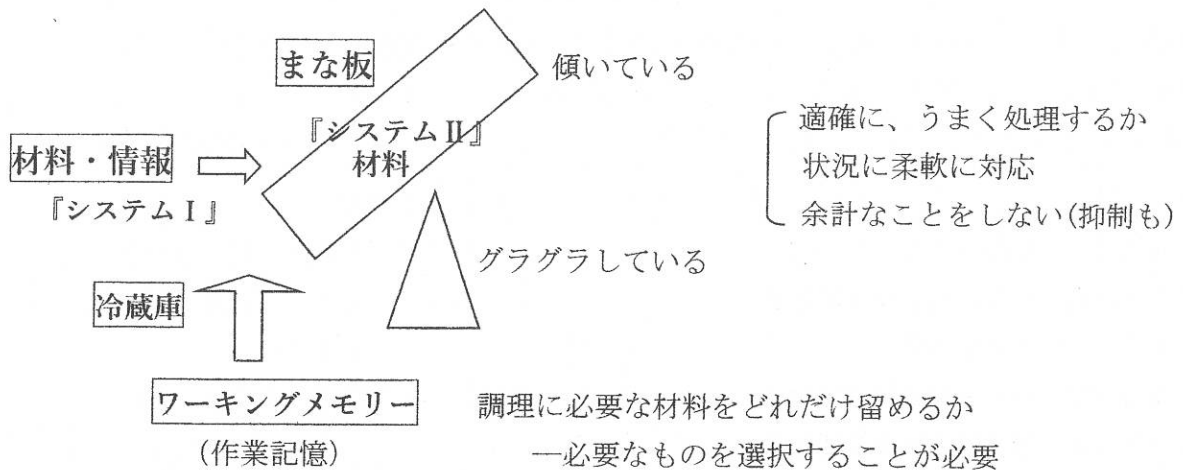 まな板
傾いている
『システムⅡ』
材料
材料・情報
『システムⅠ』
適確に、うまく処理するか
状況に柔軟に対応
余計なことをしない(抑制も)
グラグラしている
冷蔵庫
ワーキングメモリー
(作業記憶)
調理に必要な材料をどれだけ留めるか
―必要なものを選択することが必要